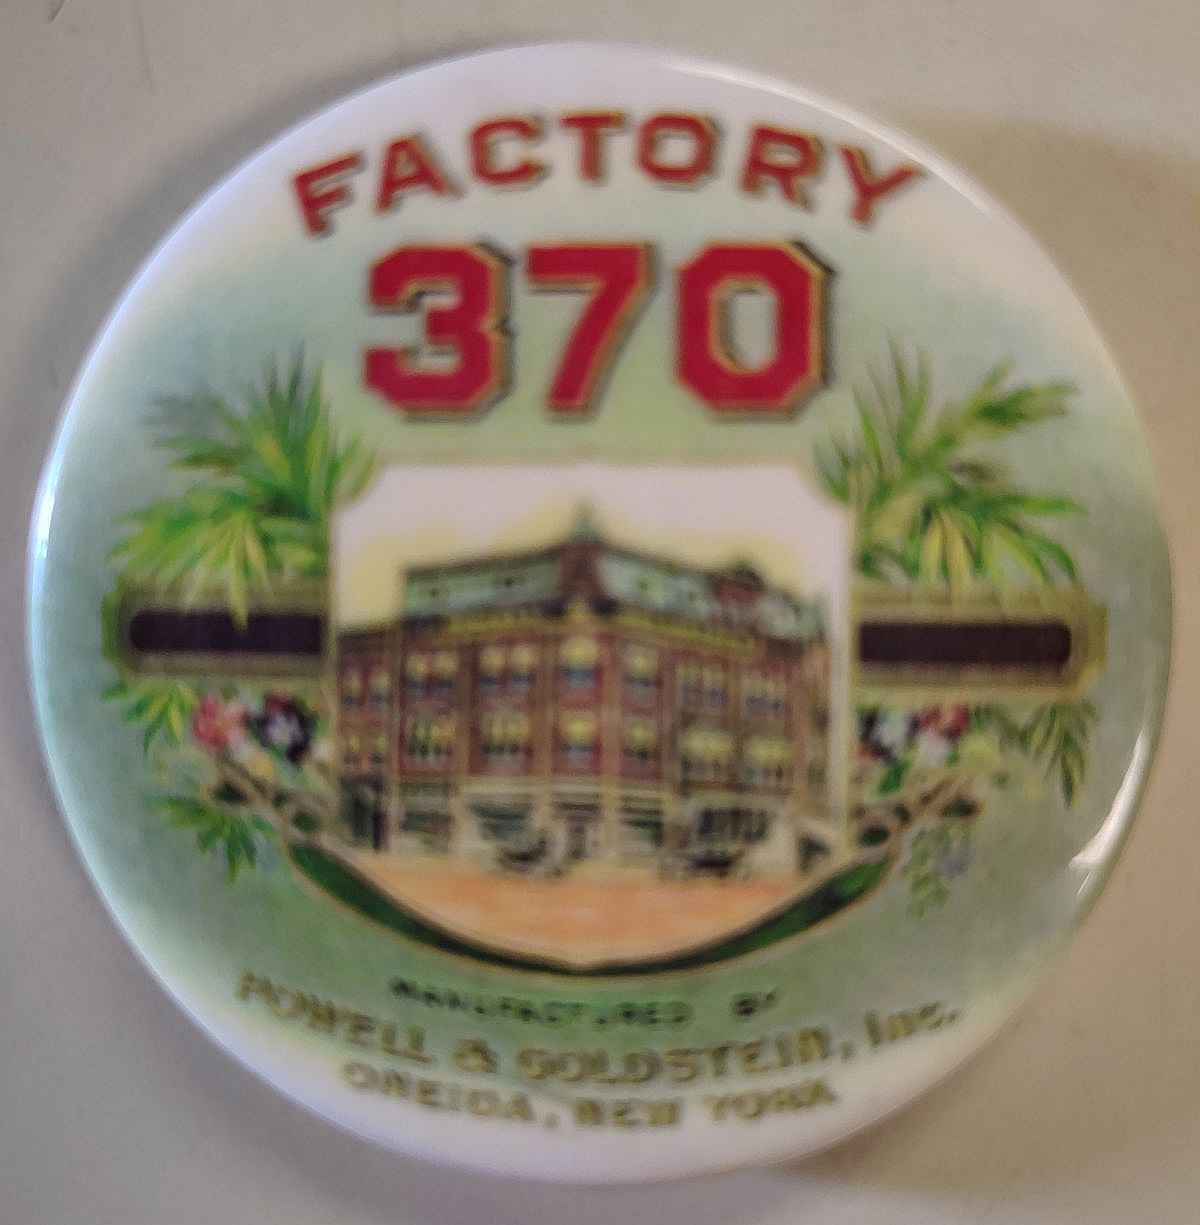 FACTORY
370
MANUFACTURED BY
POWELL & GOLDSTEIN, Inc.
ONEIDA, NEW YORK